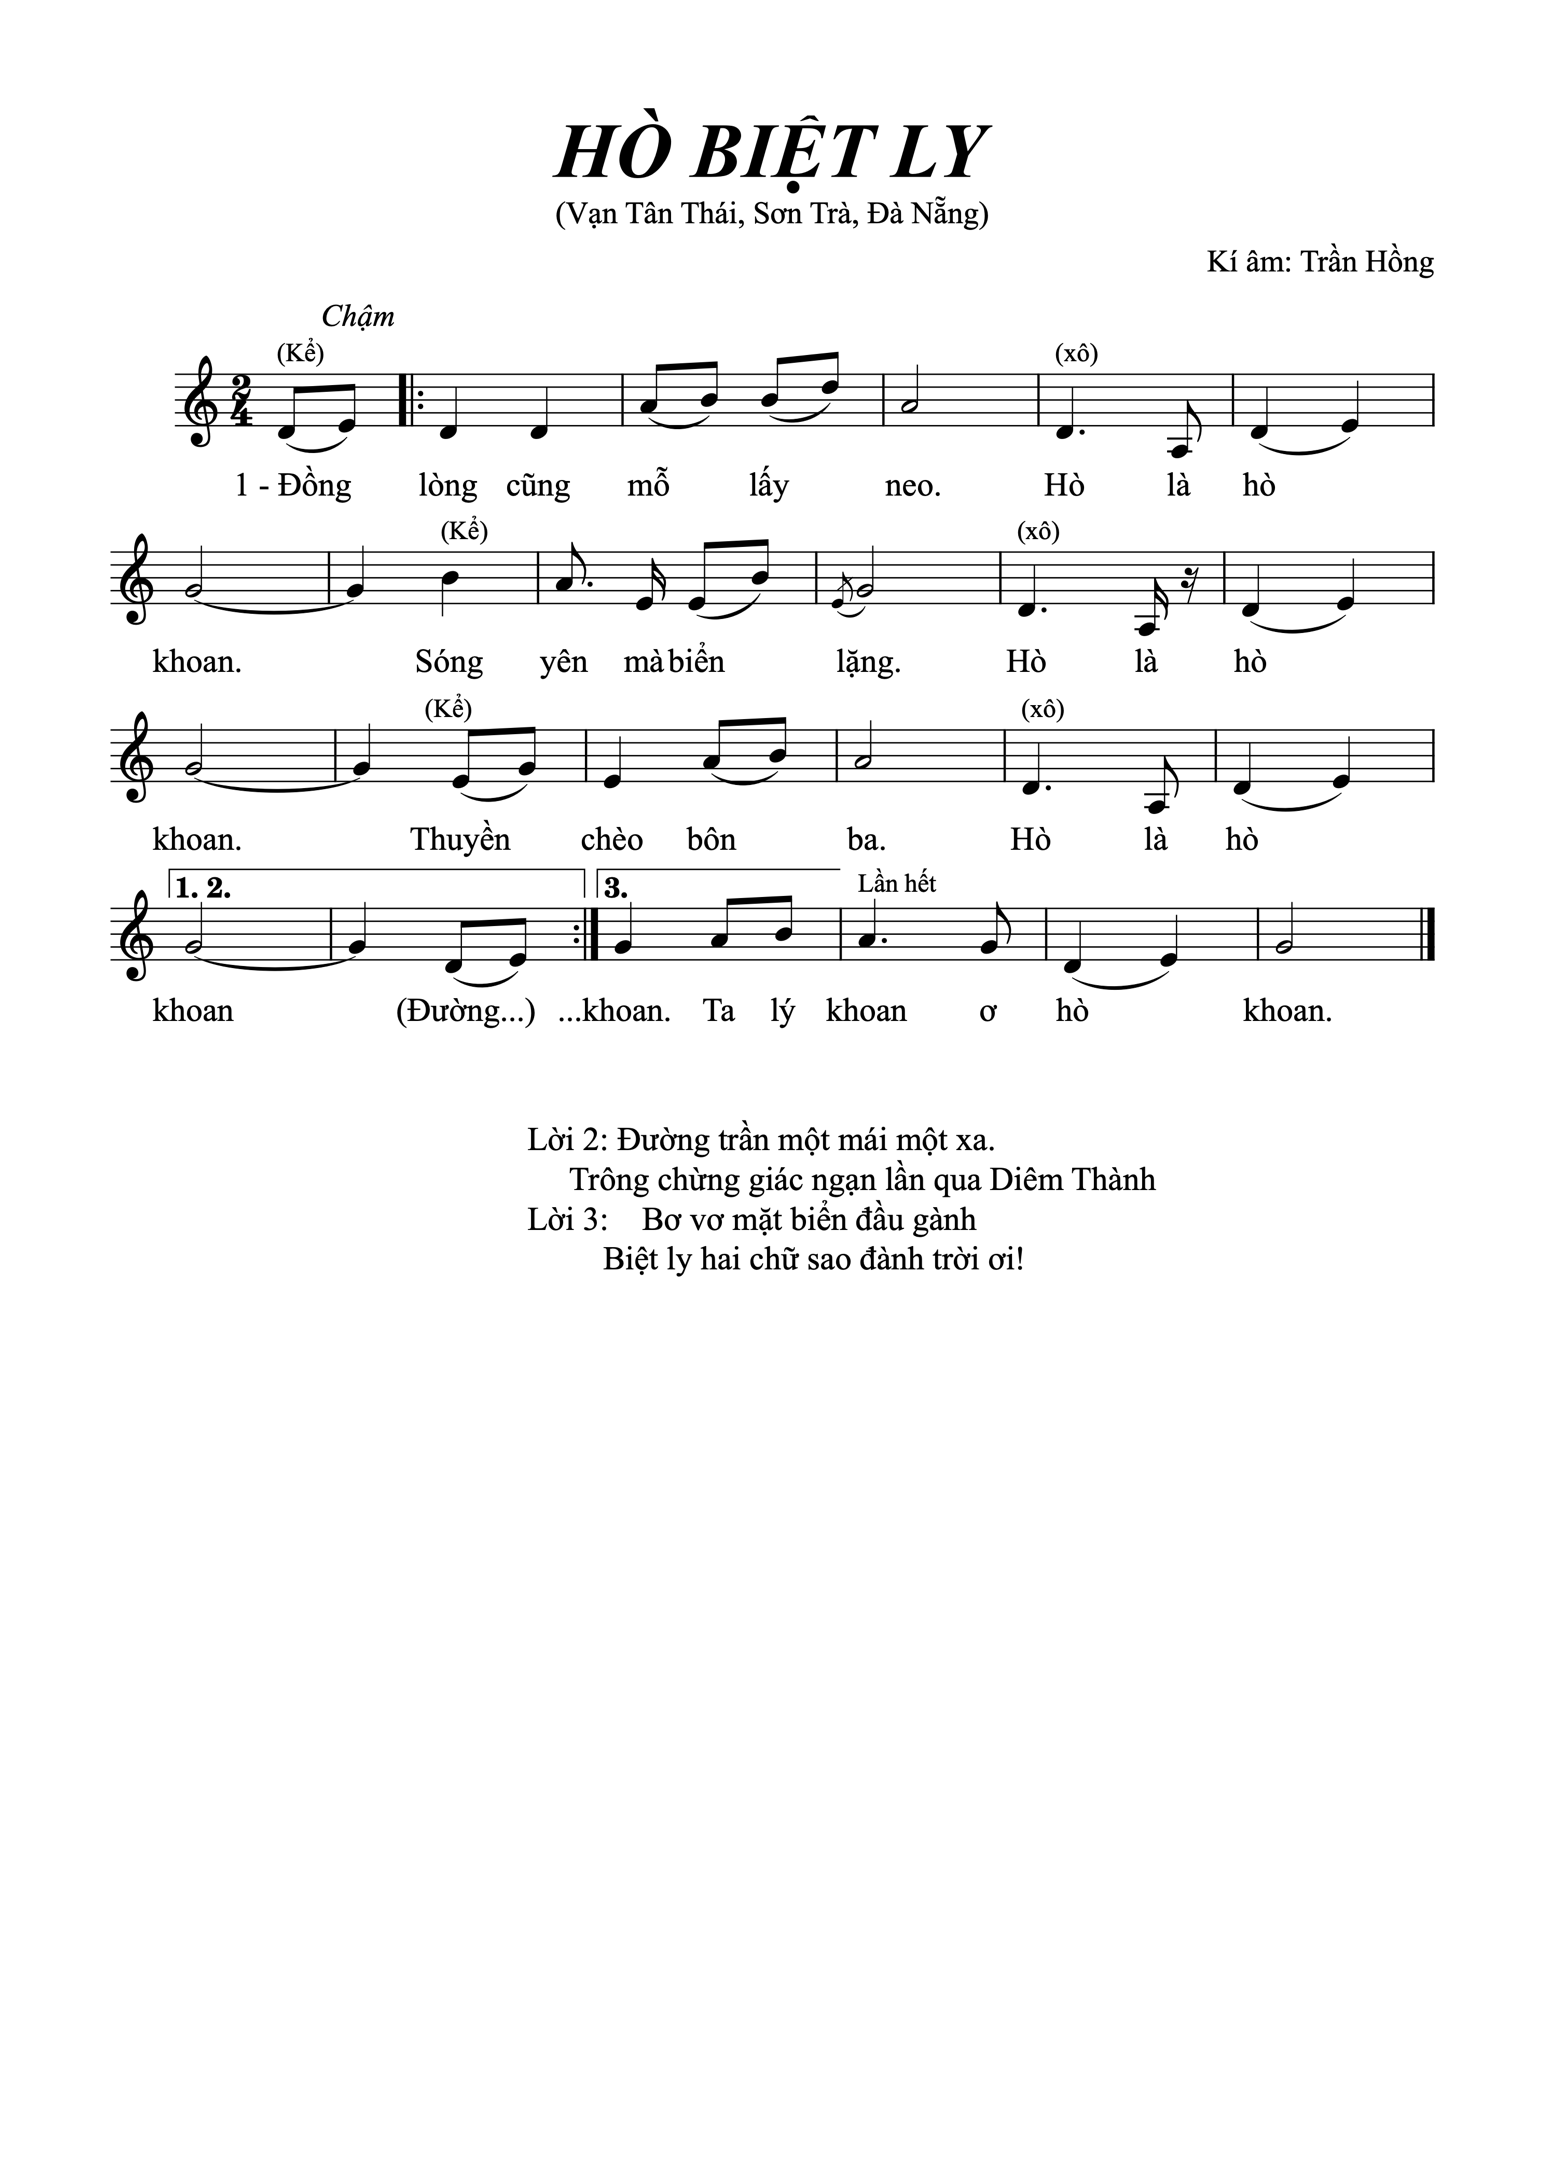 HÒ BIỆT LY
(Vạn Tân Thái, Sơn Trà, Đà Nẵng)
Kí âm: Trần Hồng
Chậm
(Kể) (xô)
2
4
1 - Đồng lòng cũng mỗ lấy neo. Hò là hò
(Kể) (xô)
khoan. Sóng yên mà biển lặng. Hò là hò
(Kể) (xô)
khoan. Thuyền chèo bôn ba. Hò là hò
1. 2. 3. Lần hết
khoan (Đường...) ...khoan. Ta lý khoan ơ hò khoan.
Lời 2: Đường trần một mái một xa.
Trông chừng giác ngạn lần qua Diêm Thành
Lời 3: Bơ vơ mặt biển đầu gành
Biệt ly hai chữ sao đành trời ơi!